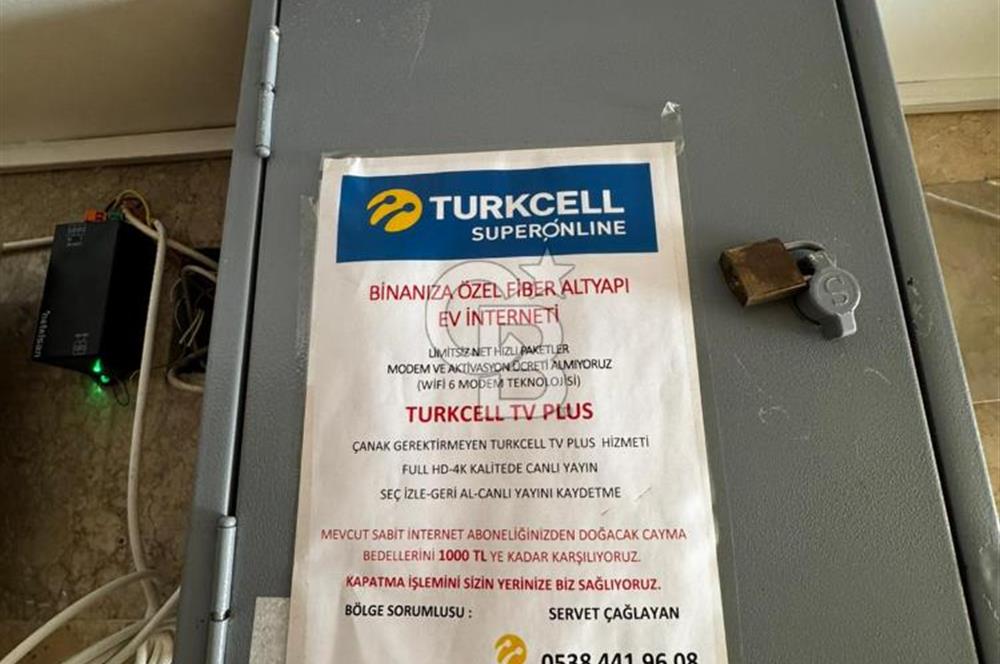 TURKCELL
SUPERONLINE
BİNANIZA ÖZEL FİBER ALTYAPI
EV İNTERNETİ
LİMİTSİZ NET HIZLI PAKETLER
MODEM VE AKTİVASYON ÜCRETİ ALMIYORUZ
(WİFİ 6 MODEM TEKNOLOJİSİ)
TURKCELL TV PLUS
ÇANAK GEREKTİRMEYEN TURKCELL TV PLUS HİZMETİ
FULL HD-4K KALİTEDE CANLI YAYIN
SEÇ İZLE-GERİ AL-CANLI YAYINI KAYDETME
MEVCUT SABİT İNTERNET ABONELİĞİNİZDEN DOĞACAK CAYMA
BEDELLERİNİ 1000 TL YE KADAR KARŞILIYORUZ.
KAPATMA İŞLEMİNİ SİZİN YERİNİZE BİZ SAĞLIYORUZ.
BÖLGE SORUMLUSU : SERVET ÇAĞLAYAN
0538 441 96 08
CB
S